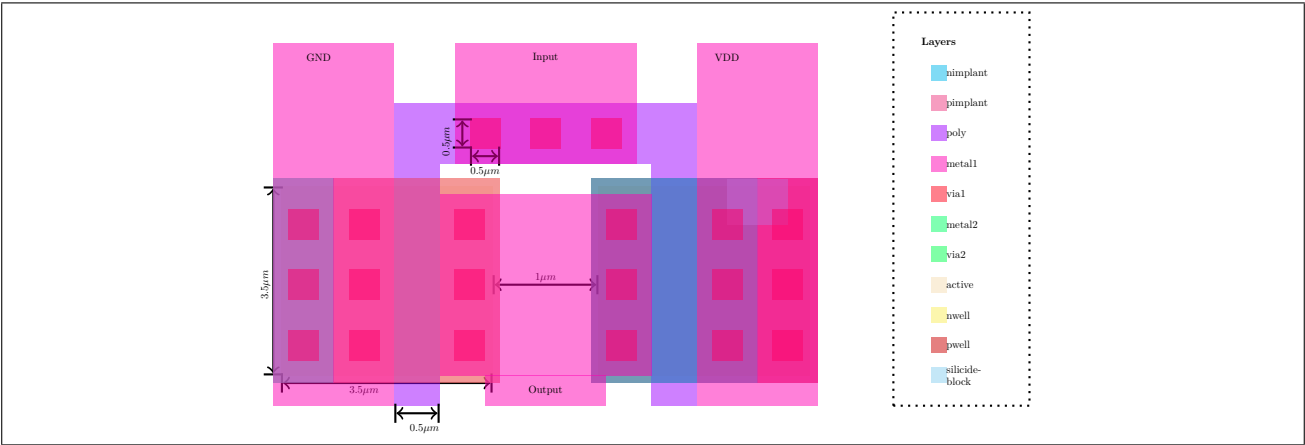 Layers
GND
Input
VDD
nimplant
pimplant
poly
0.5μm
metal1
0.5μm
via1
metal2
via2
1μm
3.5μm
active
nwell
pwell
silicide-
block
3.5μm
Output
0.5μm